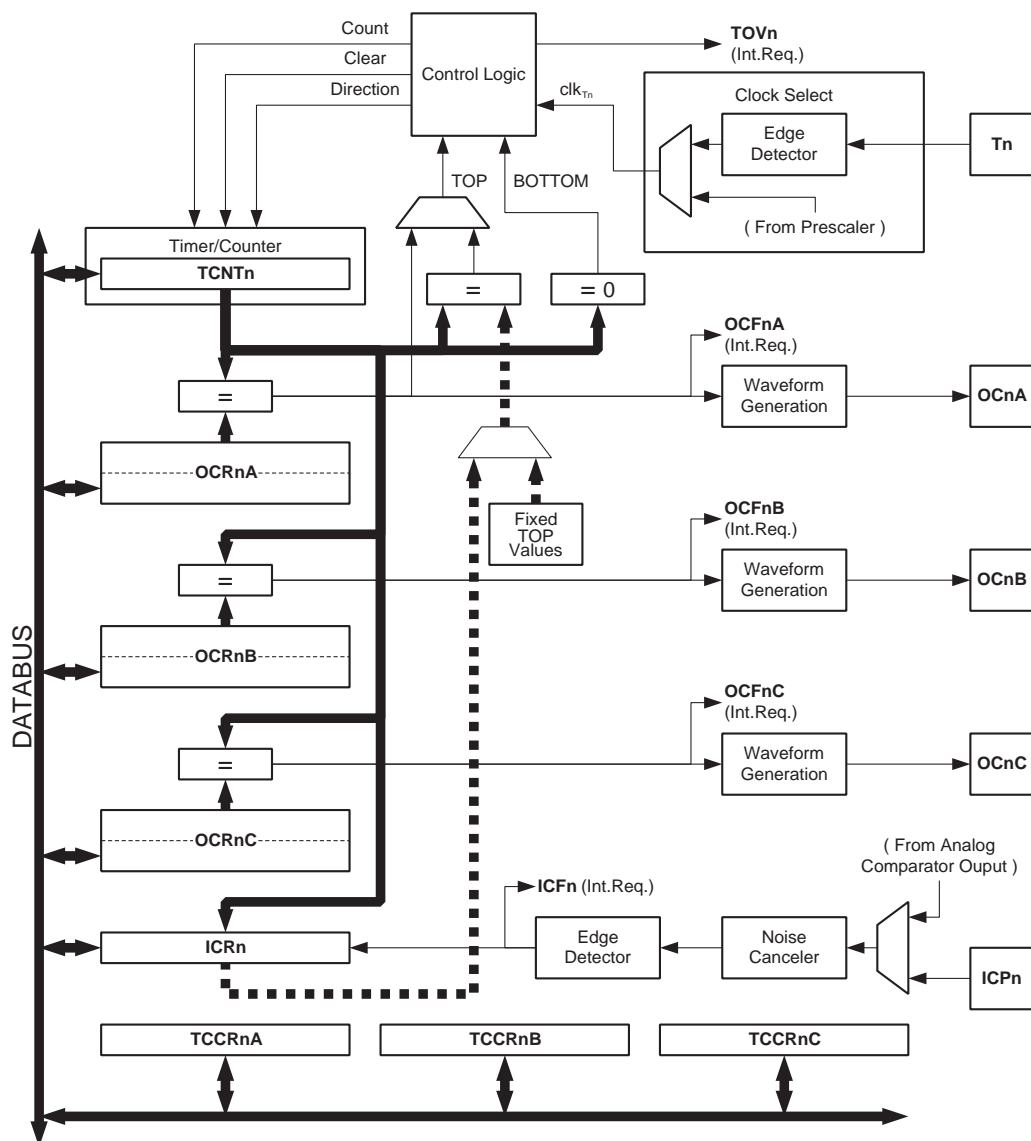 Count
Clear
Direction
Control Logic
TOVn
(Int.Req.)
clkTn
Clock Select
Edge
Detector
Tn
( From Prescaler )
TOP
BOTTOM
Timer/Counter
TCNTn
=
= 0
OCFnA
(Int.Req.)
=
Waveform
Generation
OCnA
OCRnA
Fixed
TOP
Values
OCFnB
(Int.Req.)
=
Waveform
Generation
OCnB
OCRnB
DATABUS
OCFnC
(Int.Req.)
=
Waveform
Generation
OCnC
OCRnC
( From Analog
Comparator Ouput )
ICFn (Int.Req.)
ICRn
Edge
Detector
Noise
Canceler
ICPn
TCCRnA
TCCRnB
TCCRnC